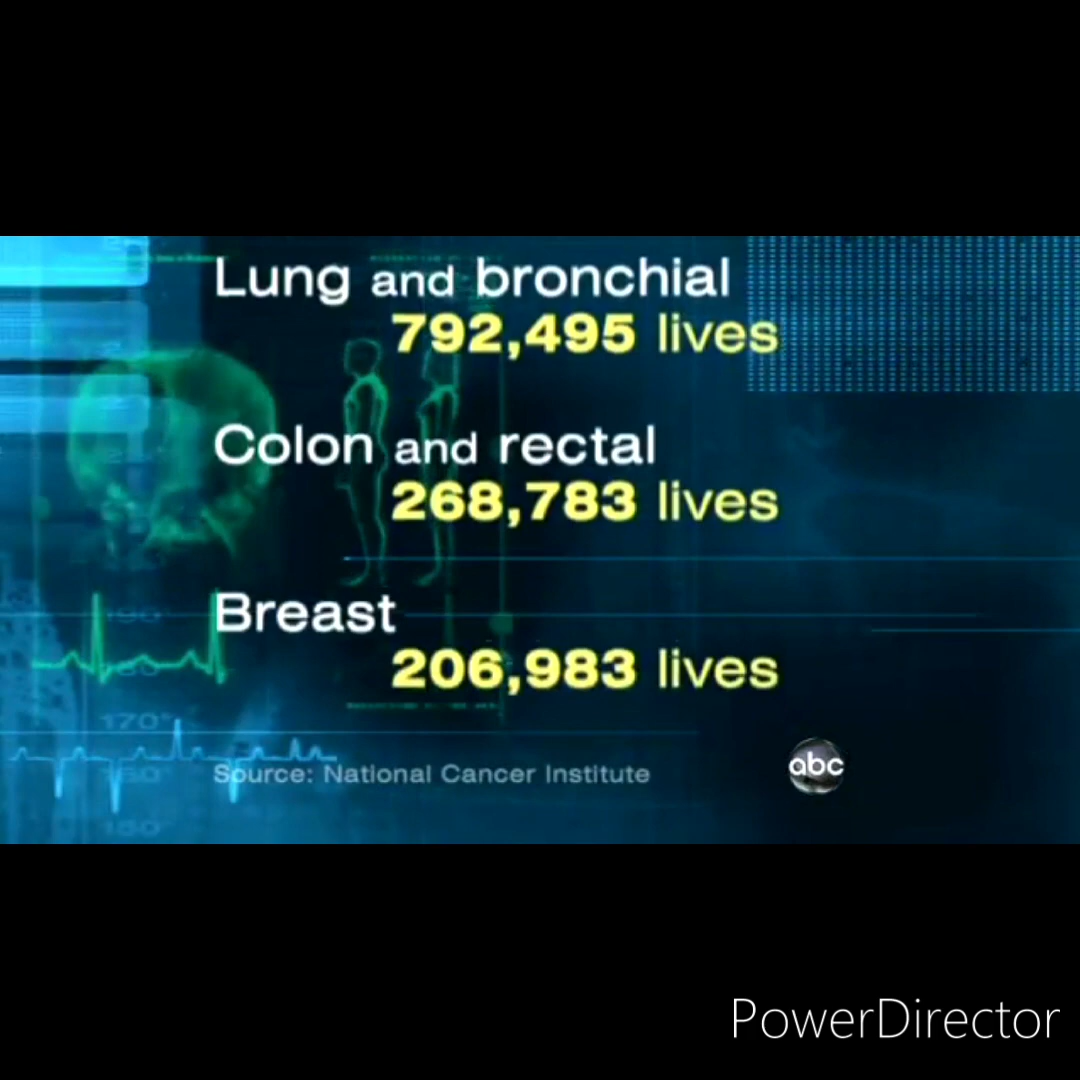 Lung and bronchial
792,495 lives
Colon and rectal
268,783 lives
Breast
206,983 lives
170°
Source: National Cancer Institute
abc
PowerDirector